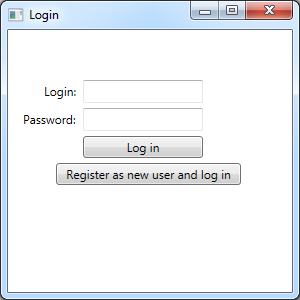 Login
Login:
Password:
Log in
Register as new user and log in